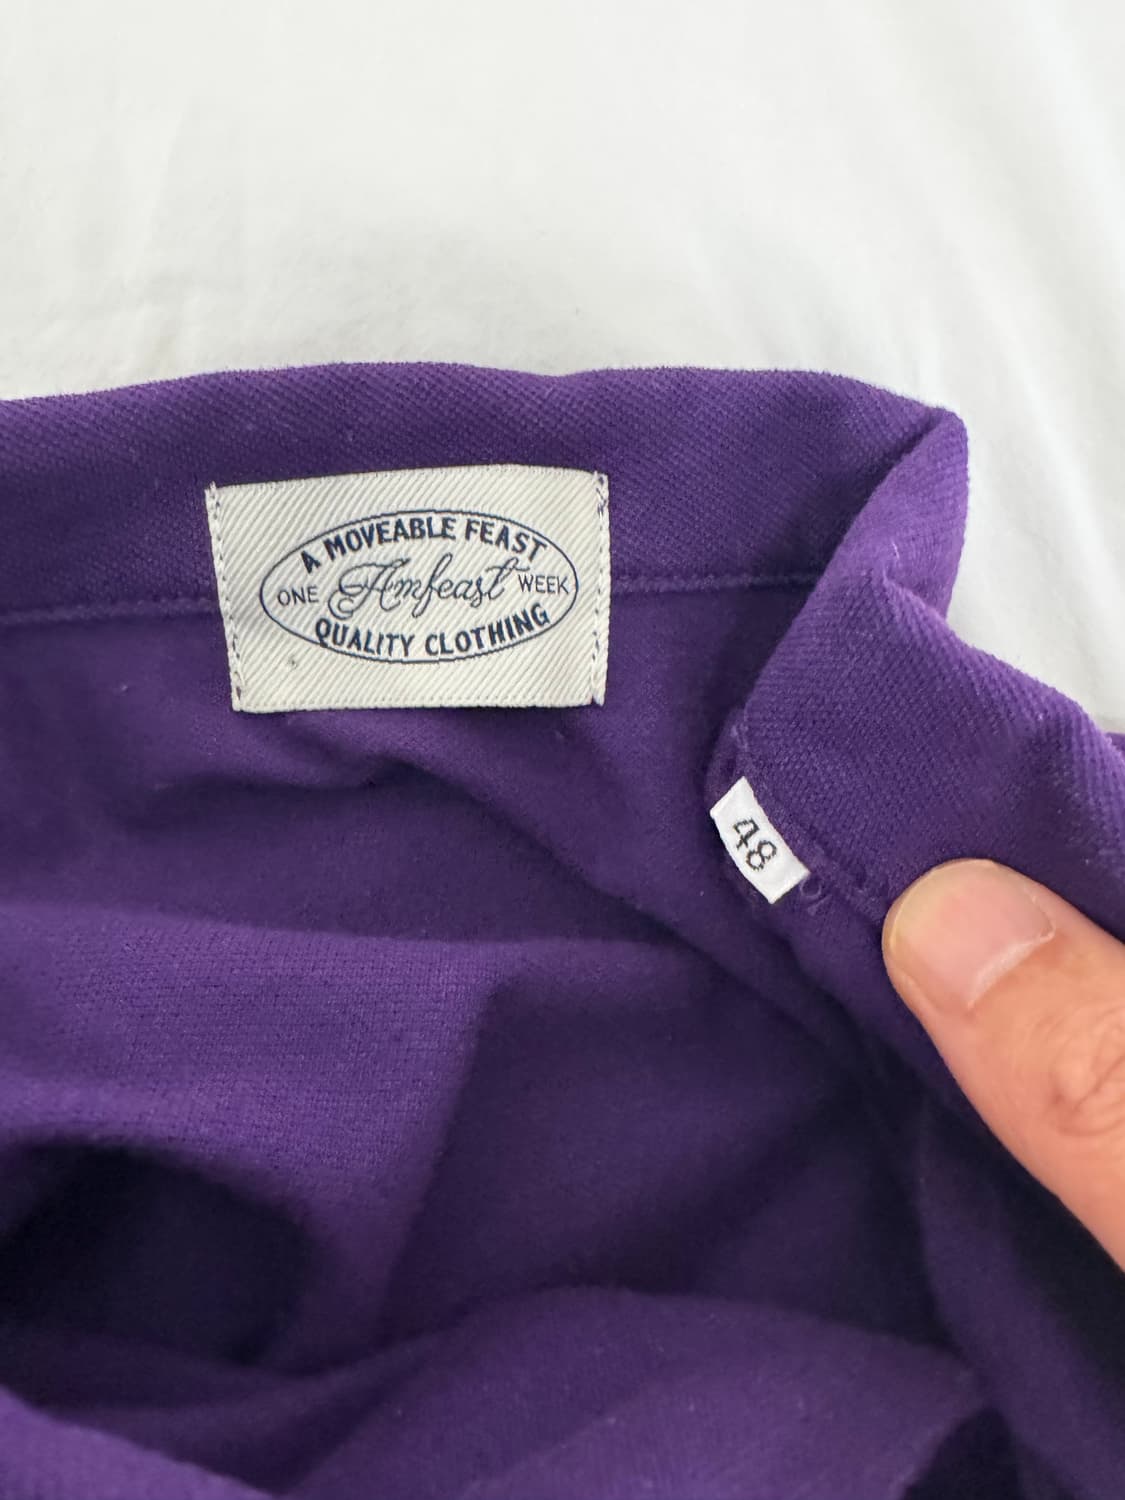 A MOVEABLE FEAST
ONE Amfeast WEEK
QUALITY CLOTHING
48